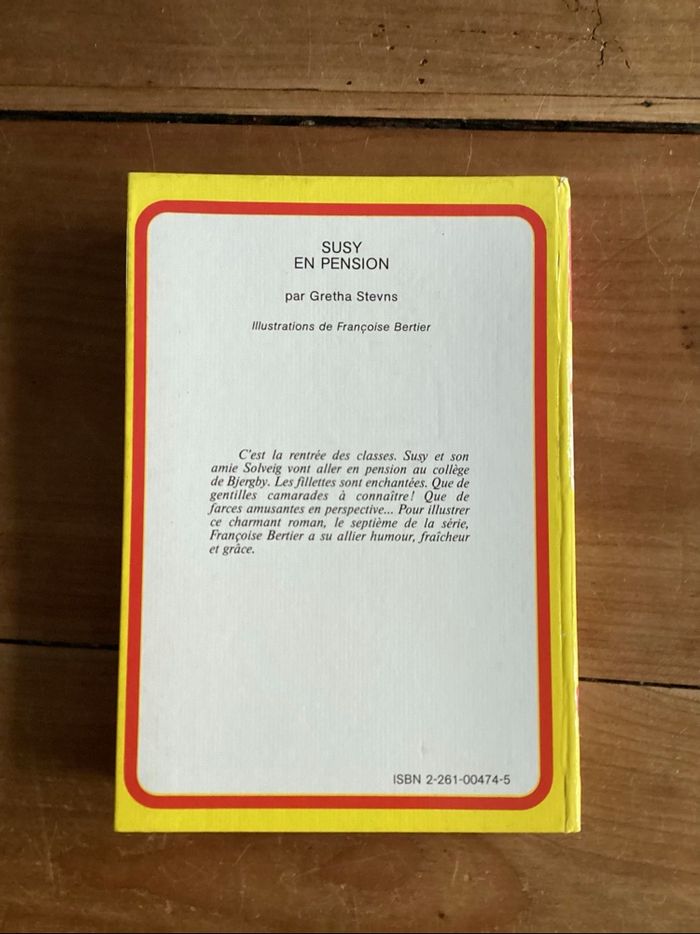 SUSY
EN PENSION
par Gretha Stevns
Illustrations de Françoise Bertier
C'est la rentrée des classes. Susy et son
amie Solveig vont aller en pension au collège
de Bjergby. Les fillettes sont enchantées. Que de
gentilles camarades à connaître ! Que de
farces amusantes en perspective... Pour illustrer
ce charmant roman, le septième de la série,
Françoise Bertier a su allier humour, fraîcheur
et grâce.
ISBN 2-261-00474-5